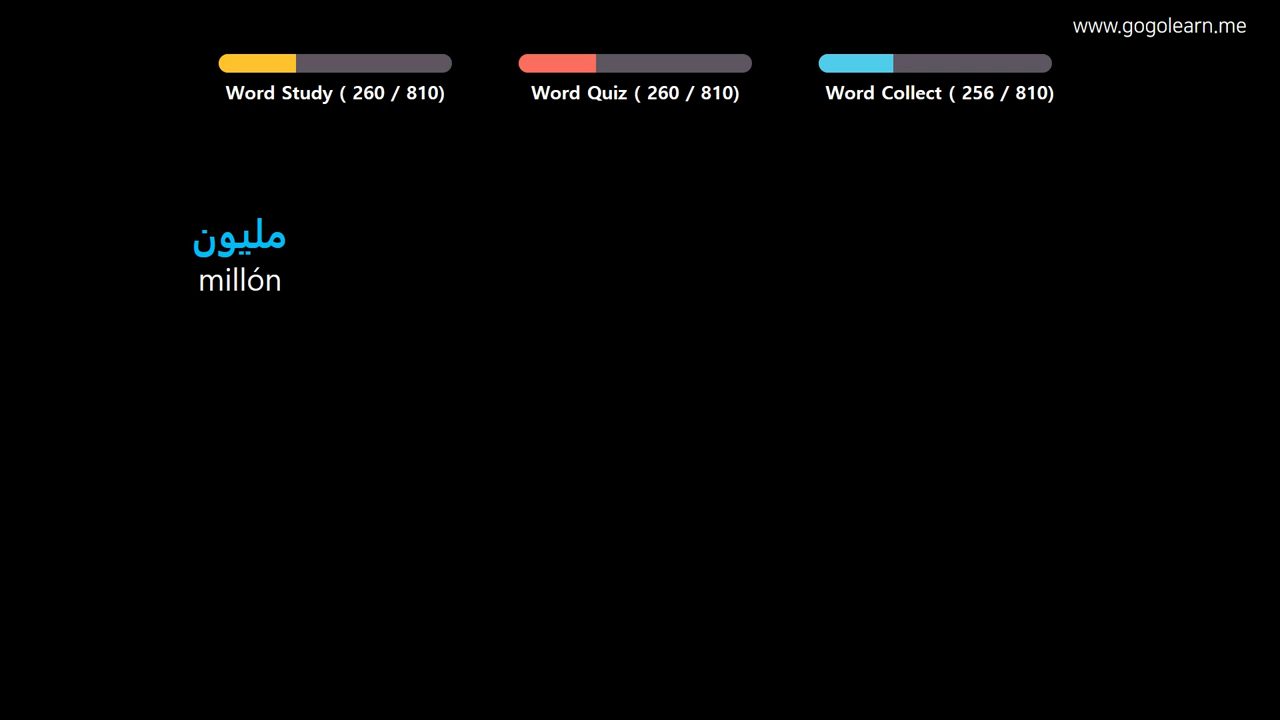 www.gogolearn.me
Word Study ( 260 / 810)
Word Quiz ( 260 / 810)
Word Collect ( 256 / 810)
مليون
millón